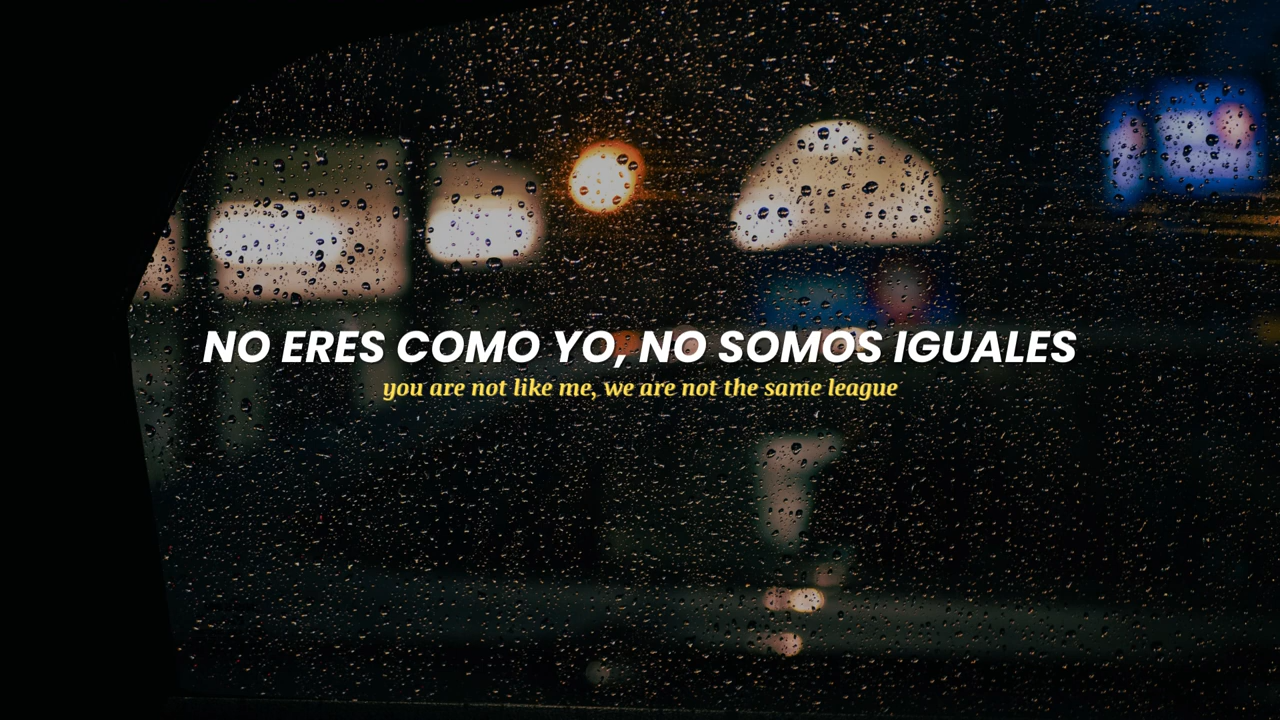 NO ERES COMO YO, NO SOMOS IGUALES
you are not like me, we are not the same league